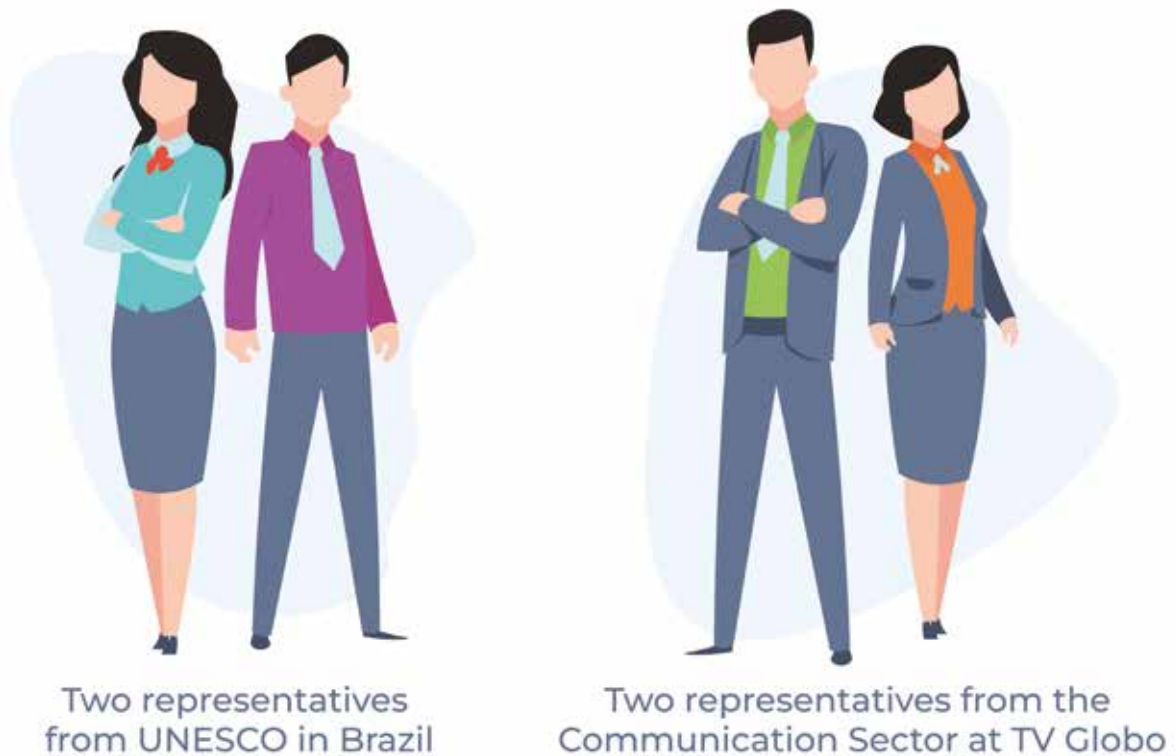 Two representatives
from UNESCO in Brazil
Two representatives from the
Communication Sector at TV Globo